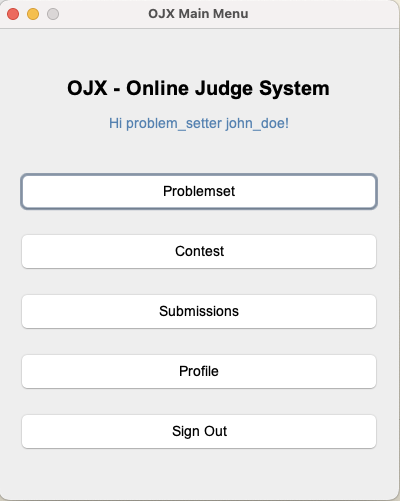 OJX Main Menu
OJX - Online Judge System
Hi problem_setter john_doe!
Problemset
Contest
Submissions
Profile
Sign Out